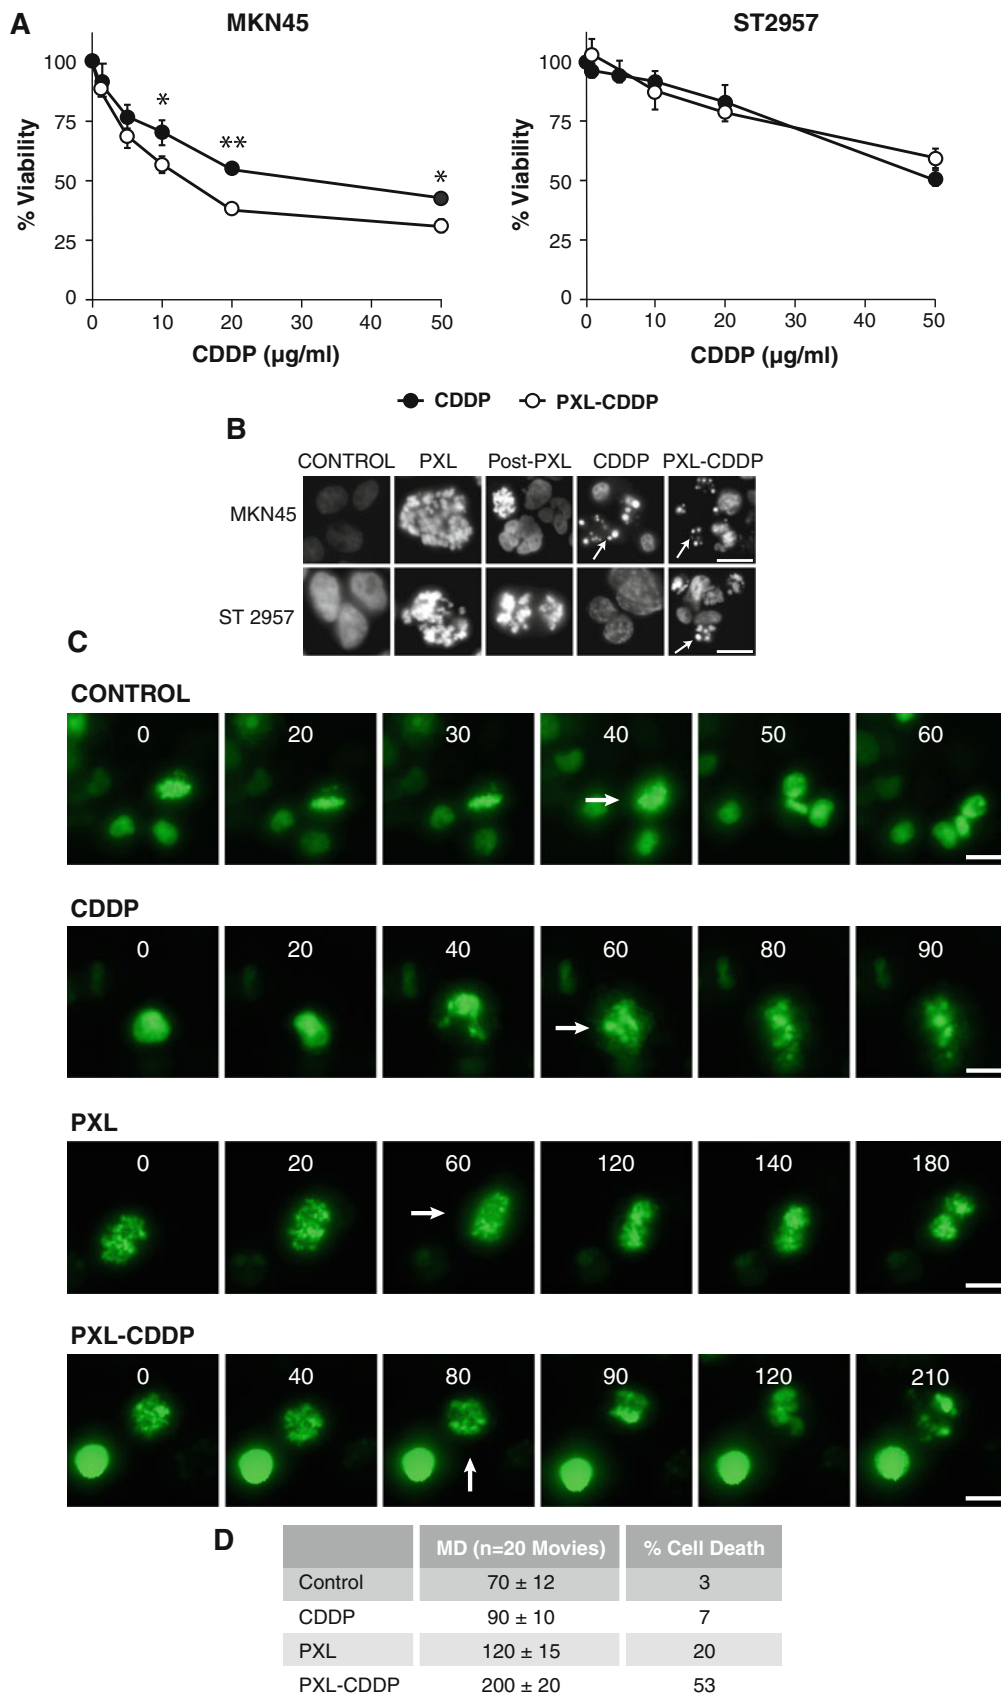 A
MKN45
ST2957
% Viability
100
75
50
25
0
* ** *
0 10 20 30 40 50
CDDP (µg/ml)
% Viability
100
75
50
25
0
0 10 20 30 40 50
CDDP (µg/ml)
CDDP PXL-CDDP
B
CONTROL PXL Post-PXL CDDP PXL-CDDP
MKN45
ST 2957
C
CONTROL
0 20 30 40 50 60
CDDP
0 20 40 60 80 90
PXL
0 20 60 120 140 180
PXL-CDDP
0 40 80 90 120 210
D
MD (n=20 Movies) % Cell Death
Control 70 ± 12 3
CDDP 90 ± 10 7
PXL 120 ± 15 20
PXL-CDDP 200 ± 20 53